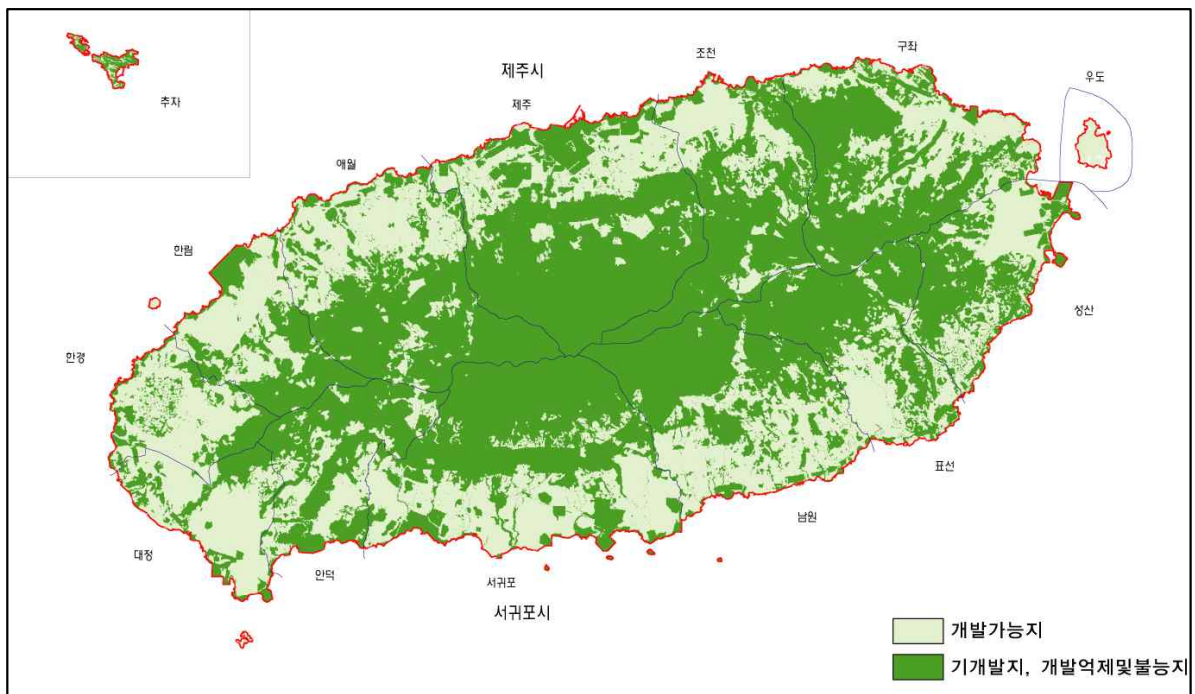 구좌
조천
우도
제주시
제주
추자
애월
한림
성산
한경
표선
남원
대정
안덕
서귀포
서귀포시
개발가능지
기개발지, 개발억제및불능지